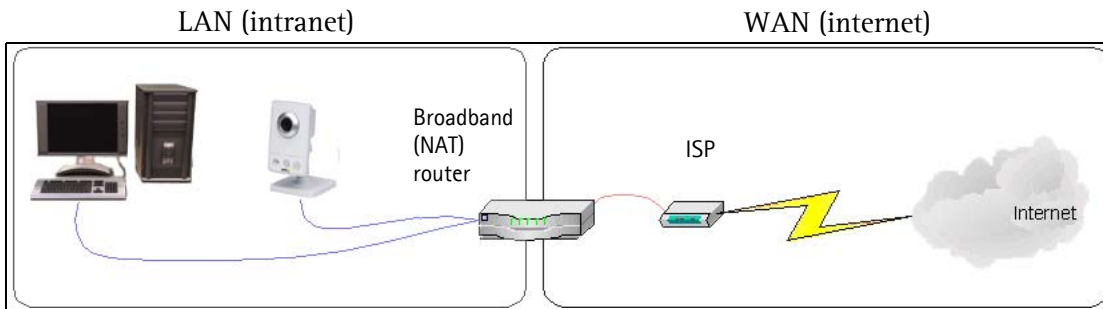 LAN (intranet)
WAN (internet)
Broadband
(NAT)
router
ISP
Internet